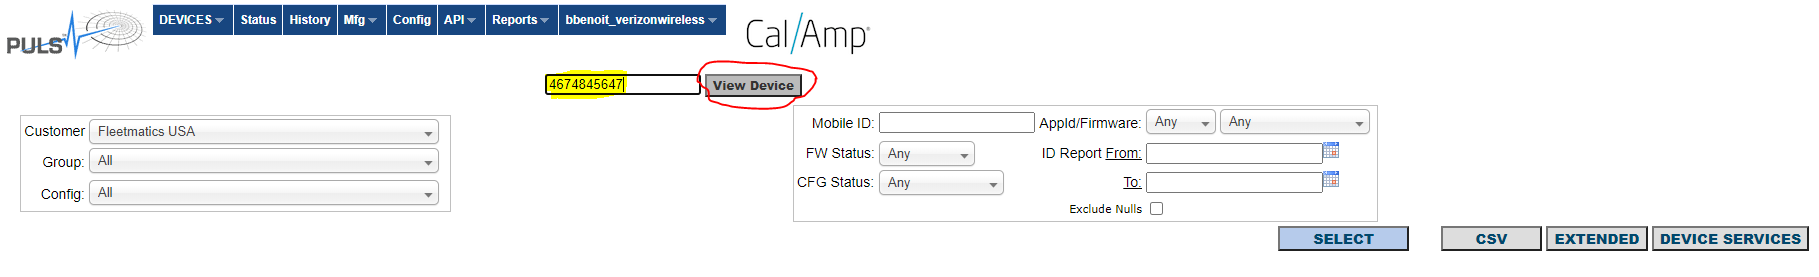 PULS DEVICES Status History Mfg Config API Reports bbenoit_verizonwireless Cal/Amp
4674845647 View Device
Customer Fleetmatics USA
Group: All
Config: All
Mobile ID: AppId/Firmware: Any Any
FW Status: Any ID Report From:
CFG Status: Any To:
Exclude Nulls
SELECT CSV EXTENDED DEVICE SERVICES